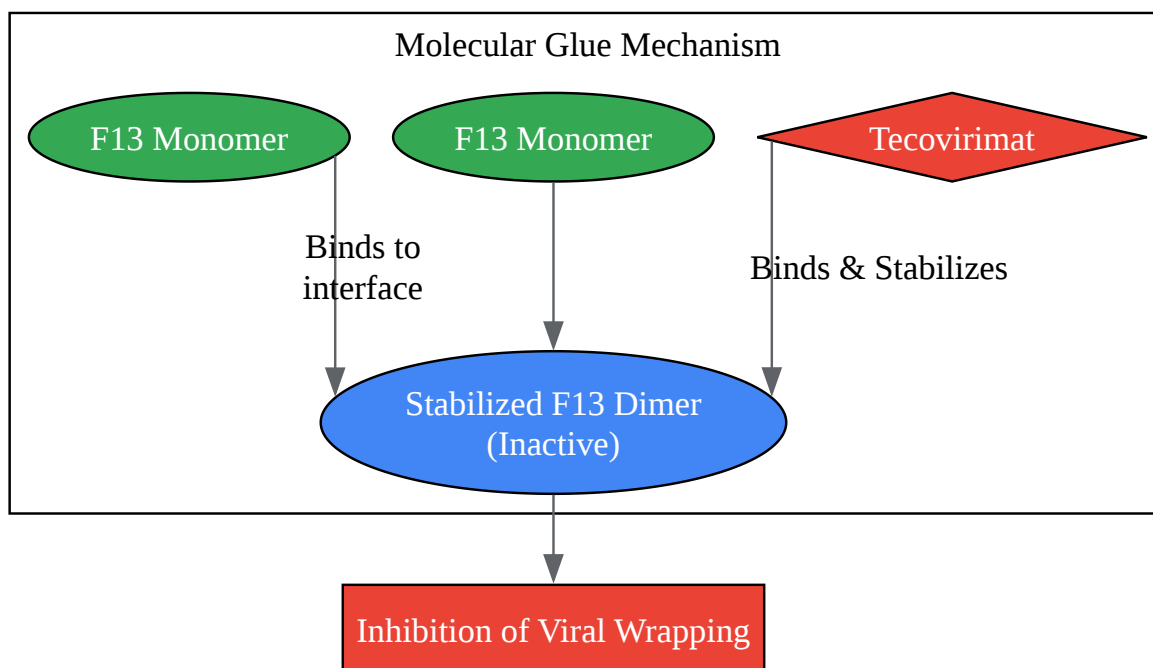 Molecular Glue Mechanism
F13 Monomer
F13 Monomer
Tecovirimat
Binds to
interface
Binds & Stabilizes
Stabilized F13 Dimer
(Inactive)
Inhibition of Viral Wrapping